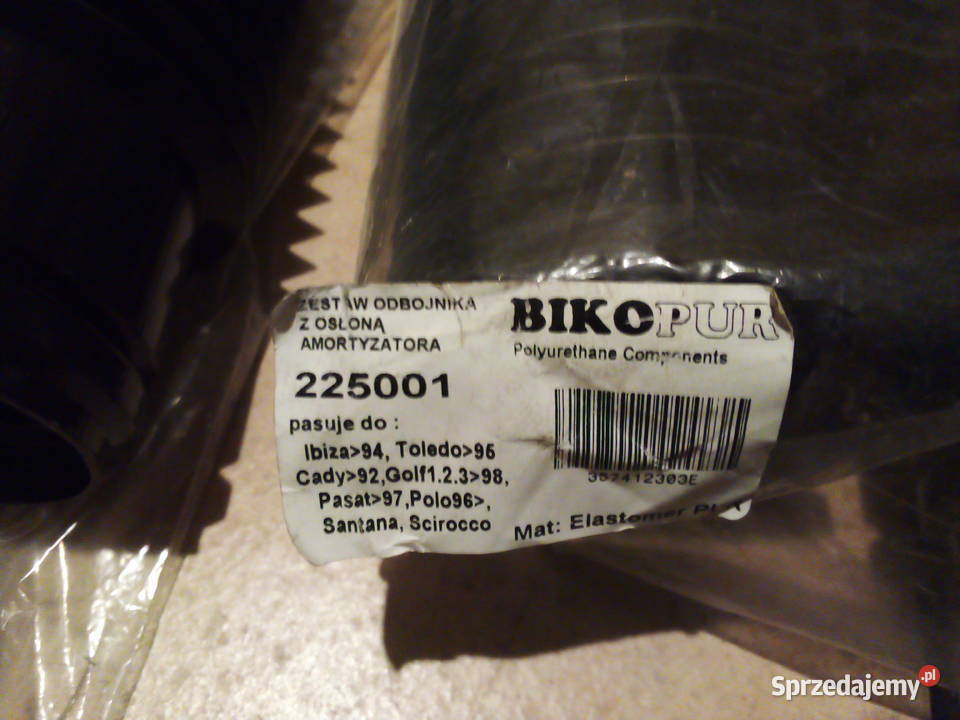 ZESTAW ODBOJNIKA
Z OSŁONĄ
AMORTYZATORA
225001
pasuje do :
Ibiza>94, Toledo>96
Cady>92,Golf1.2.3>98,
Pasat>97,Polo96>,
Santana, Scirocco
BIKOPUR
Polyurethane Components
357412303E
Mat: Elastomer
Sprzedajemy.pl